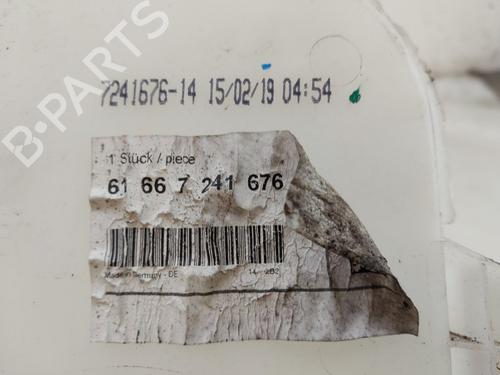 B-PARTS
7241676-14 15/02/19 04:54
1 Stück / piece
61 66 7 241 676
Made in Germany - DE